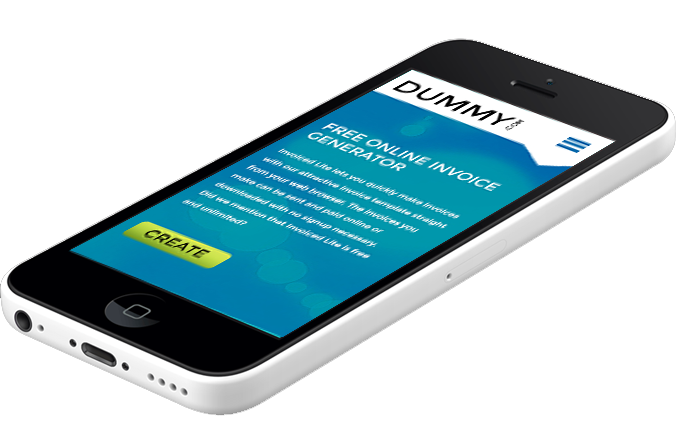 DUMMY
.COM
FREE ONLINE INVOICE
GENERATOR
Invoiced Lite lets you quickly make invoices
with our attractive invoice template straight
from your web browser. The invoices you
make can be sent and paid online or
downloaded with no signup necessary.
Did we mention that Invoiced Lite is free
and unlimited?
CREATE